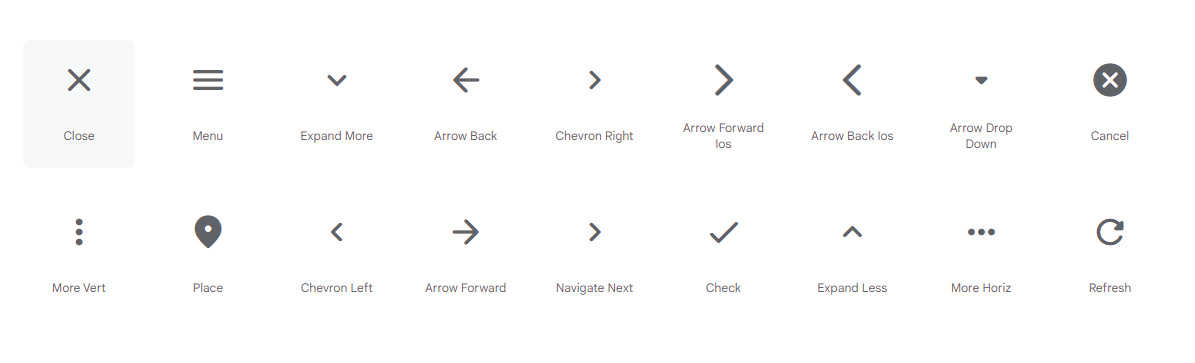 Close
Menu
Expand More
Arrow Back
Chevron Right
Arrow Forward
Ios
Arrow Back Ios
Arrow Drop
Down
Cancel
More Vert
Place
Chevron Left
Arrow Forward
Navigate Next
Check
Expand Less
More Horiz
Refresh